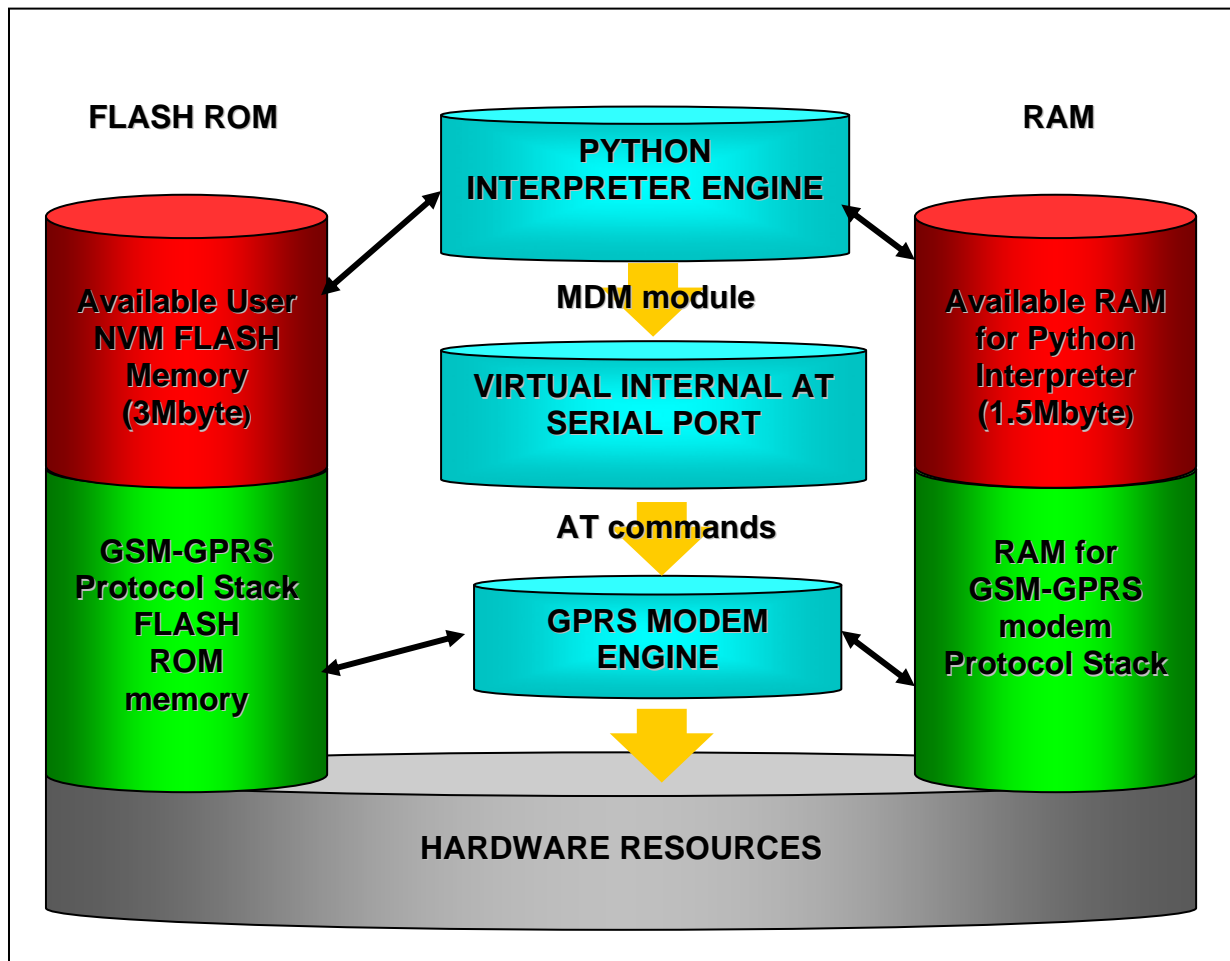 FLASH ROM
RAM
PYTHON
INTERPRETER ENGINE
Available User
NVM FLASH
Memory
(3Mbyte)
MDM module
Available RAM
for Python
Interpreter
(1.5Mbyte)
VIRTUAL INTERNAL AT
SERIAL PORT
AT commands
GSM-GPRS
Protocol Stack
FLASH
ROM
memory
GPRS MODEM
ENGINE
RAM for
GSM-GPRS
modem
Protocol Stack
HARDWARE RESOURCES